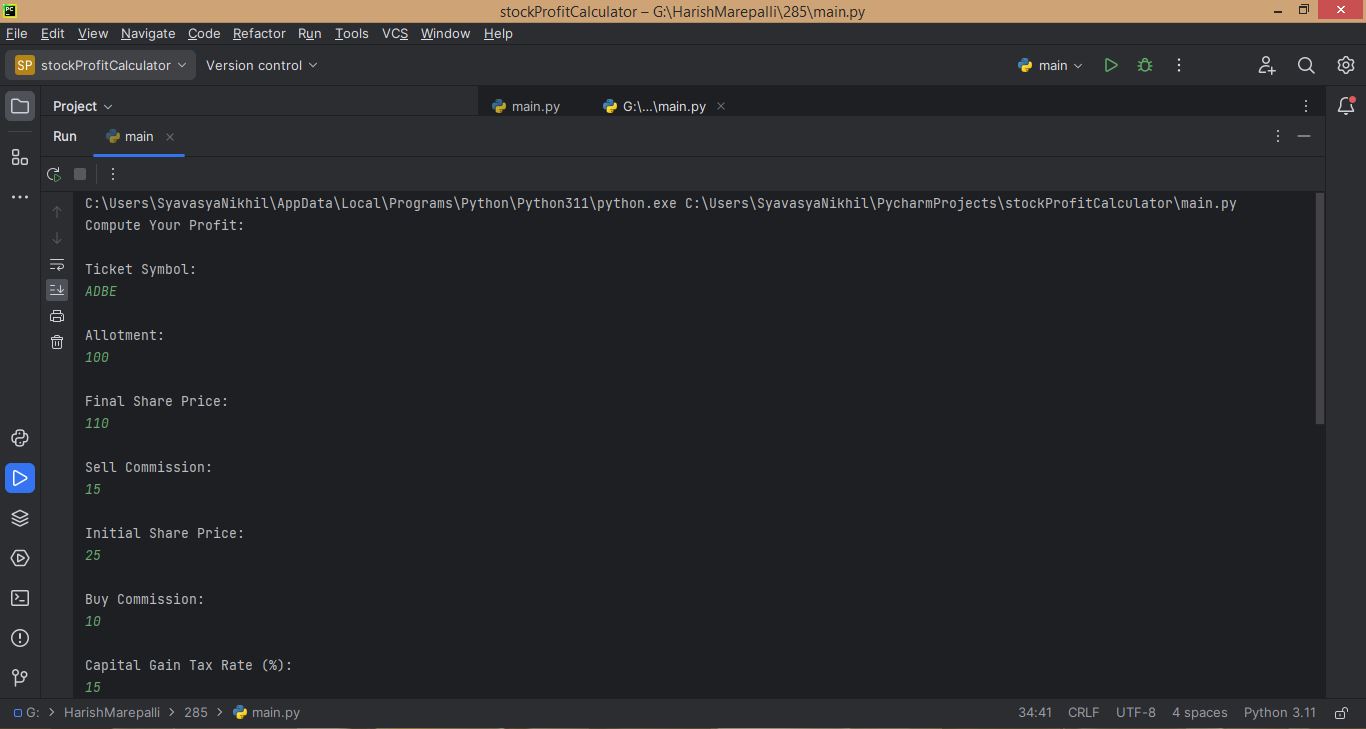 PC
stockProfitCalculator – G:\HarishMarepalli\285\main.py
File Edit View Navigate Code Refactor Run Tools VCS Window Help
SP stockProfitCalculator Version control main
Project main.py G:\...\main.py
Run main
C:\Users\SyavasyaNikhil\AppData\Local\Programs\Python\Python311\python.exe C:\Users\SyavasyaNikhil\PycharmProjects\stockProfitCalculator\main.py
Compute Your Profit:
Ticket Symbol:
ADBE
Allotment:
100
Final Share Price:
110
Sell Commission:
15
Initial Share Price:
25
Buy Commission:
10
Capital Gain Tax Rate (%):
15
G: > HarishMarepalli > 285 > main.py 34:41 CRLF UTF-8 4 spaces Python 3.11